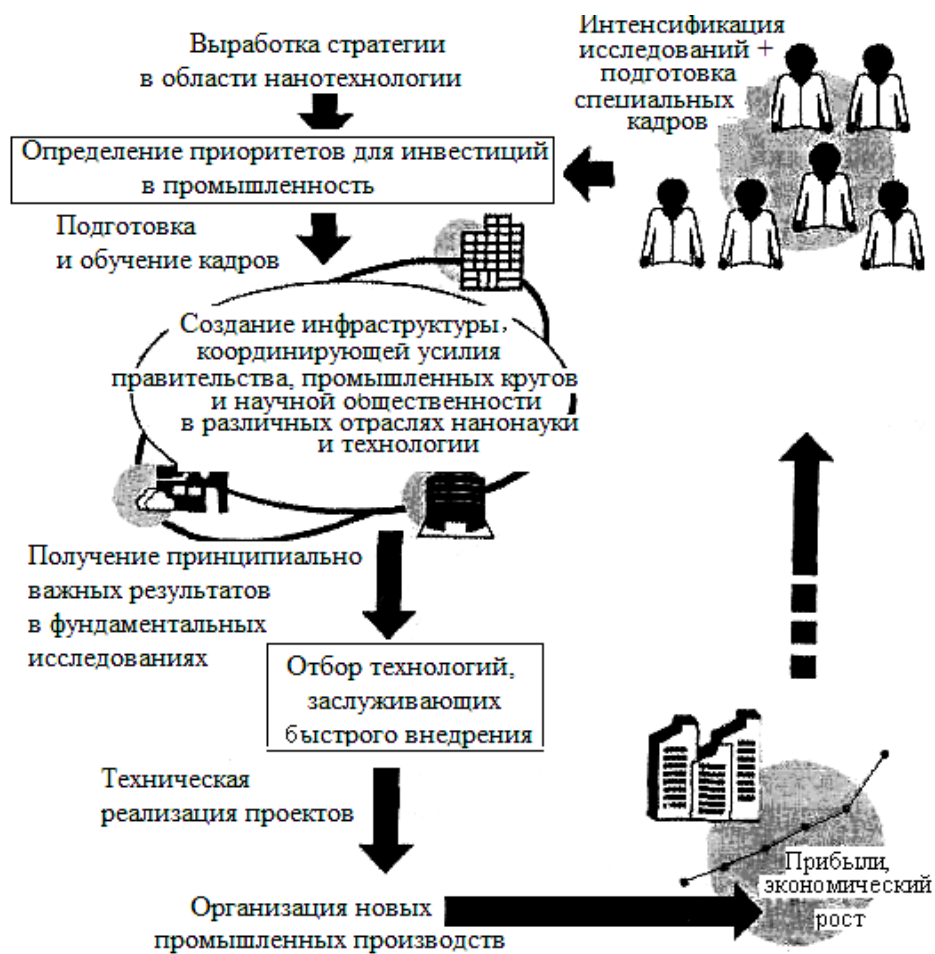 Выработка стратегии
в области нанотехнологии
Интенсификация
исследований +
подготовка
специальных
кадров
Определение приоритетов для инвестиций
в промышленность
Подготовка
и обучение кадров
Создание инфраструктуры,
координирующей усилия
правительства, промышленных кругов
и научной общественности
в различных отраслях нанонауки
и технологии
Получение принципиально
важных результатов
в фундаментальных
исследованиях
Отбор технологий,
заслуживающих
быстрого внедрения
Техническая
реализация проектов
Организация новых
промышленных производств
Прибыли,
экономический
рост